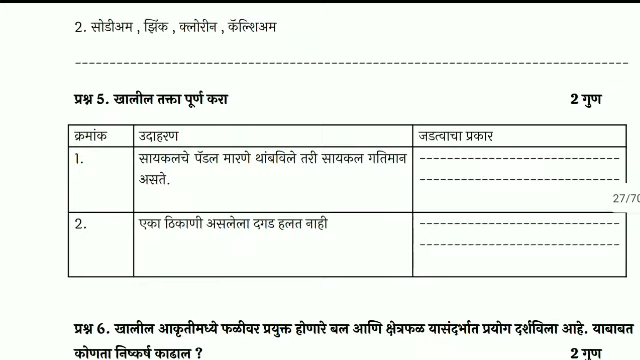 2. सोडीअम , झिंक , क्लोरीन , कॅल्शिअम
---------------------------------------------------------------------------------
प्रश्न 5. खालील तक्ता पूर्ण करा 2 गुण
क्रमांक उदाहरण जडत्वाचा प्रकार
1. सायकलचे पॅडल मारणे थांबविले तरी सायकल गतिमान ----------------------------
असते. ----------------------------
27/70
2. एका ठिकाणी असलेला दगड हलत नाही ----------------------------
----------------------------
प्रश्न 6. खालील आकृतीमध्ये फळीवर प्रयुक्त होणारे बल आणि क्षेत्रफळ यासंदर्भात प्रयोग दर्शविला आहे. याबाबत
कोणता निष्कर्ष काढाल ? 2 गुण